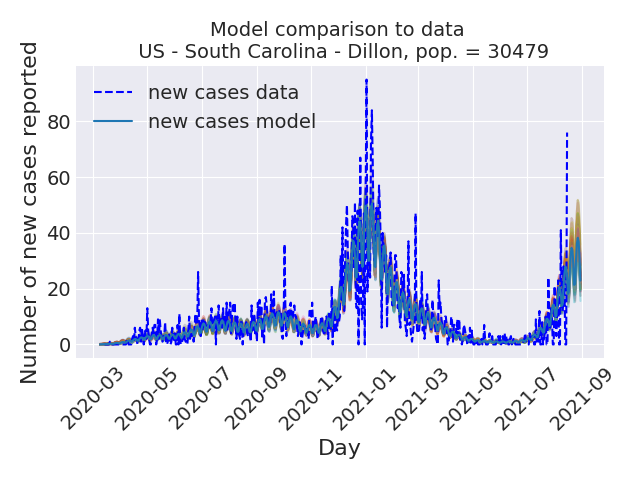 Model comparison to data
US - South Carolina - Dillon, pop. = 30479
Number of new cases reported
new cases data
new cases model
80
60
40
20
0
2020-03
2020-05
2020-07
2020-09
2020-11
2021-01
2021-03
2021-05
2021-07
2021-09
Day